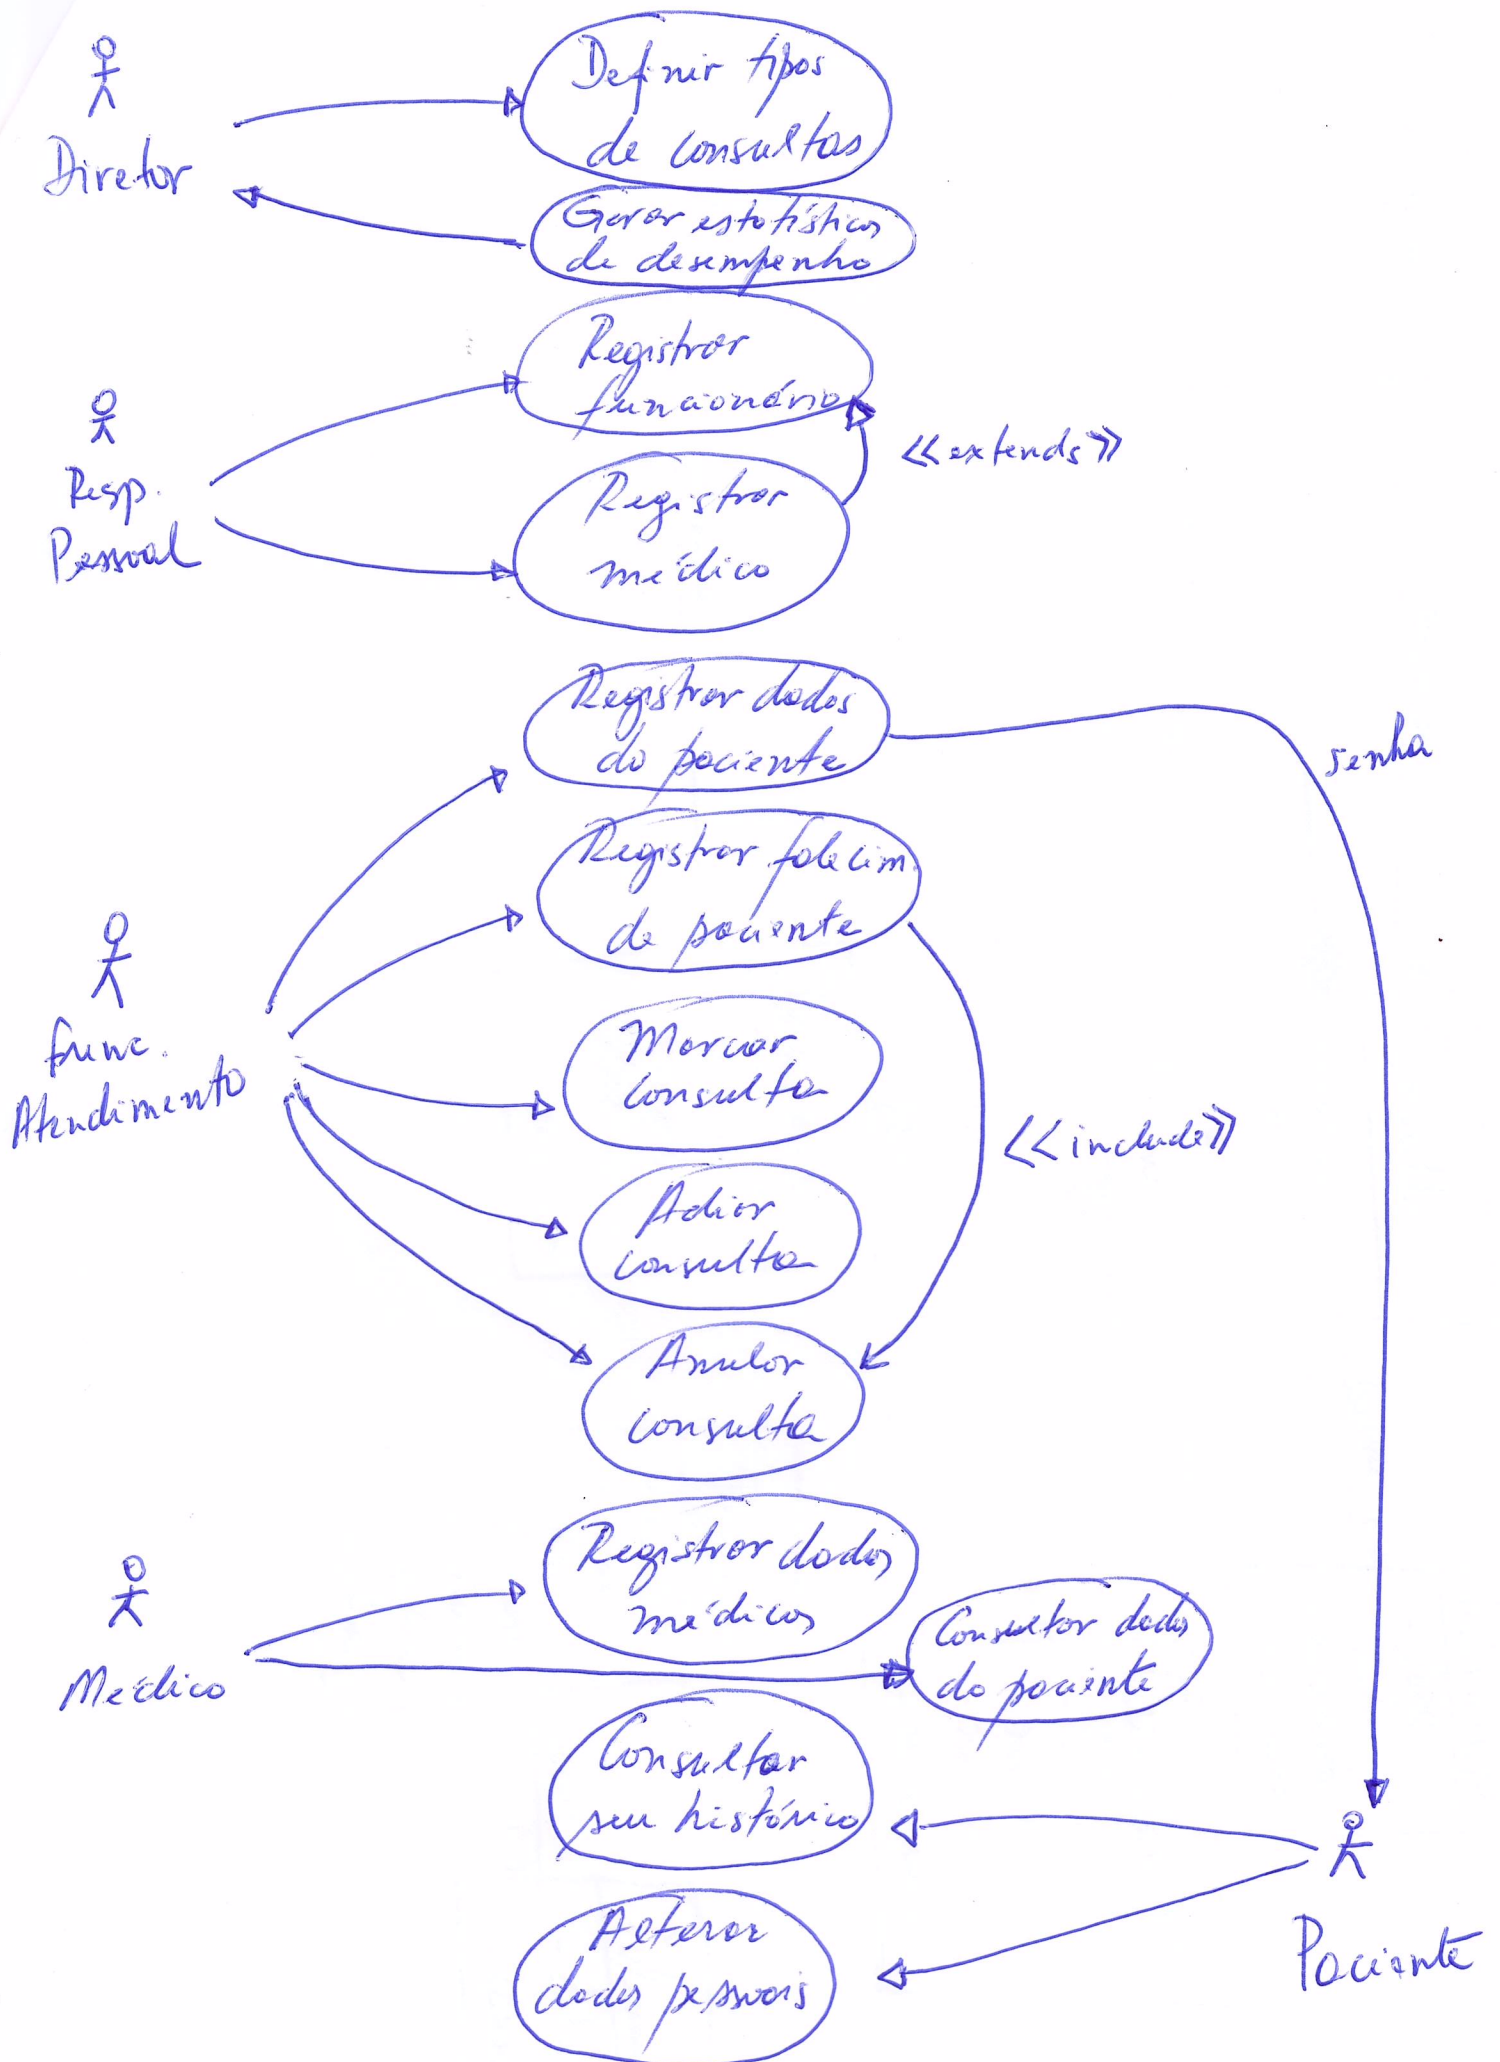 Definir tipos
de consultas
Diretor
Gerar estatísticas
de desempenho
Registrar
funcionário
<<extends>>
Resp.
Pessoal
Registrar
médico
Registrar dados
do paciente
senha
Registrar falecim.
de paciente
Func.
Atendimento
Marcar
consulta
<<include>>
Adiar
consulta
Anular
consulta
Registrar dados
médicos
Médico
Consultar dados
do paciente
Consultar
seu histórico
Paciente
Alterar
dados pessoais